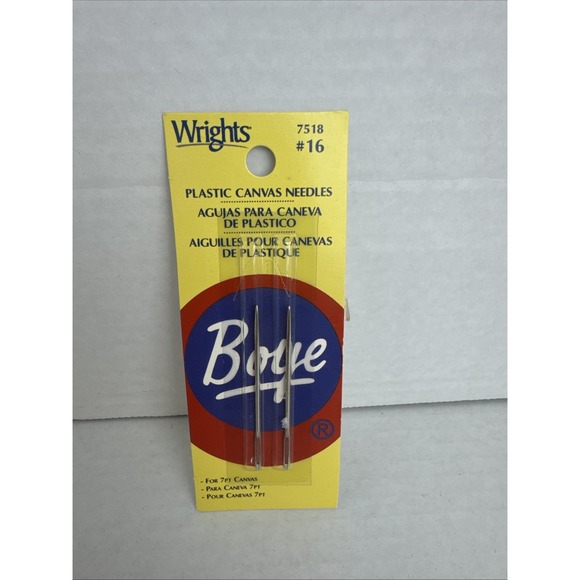 Wrights
7518
#16
PLASTIC CANVAS NEEDLES
AGUJAS PARA CANEVA
DE PLASTICO
AIGUILLES POUR CANEVAS
DE PLASTIQUE
Boye
®
- FOR 7PT CANVAS
- PARA CANEVA 7PT
- POUR CANEVAS 7PT